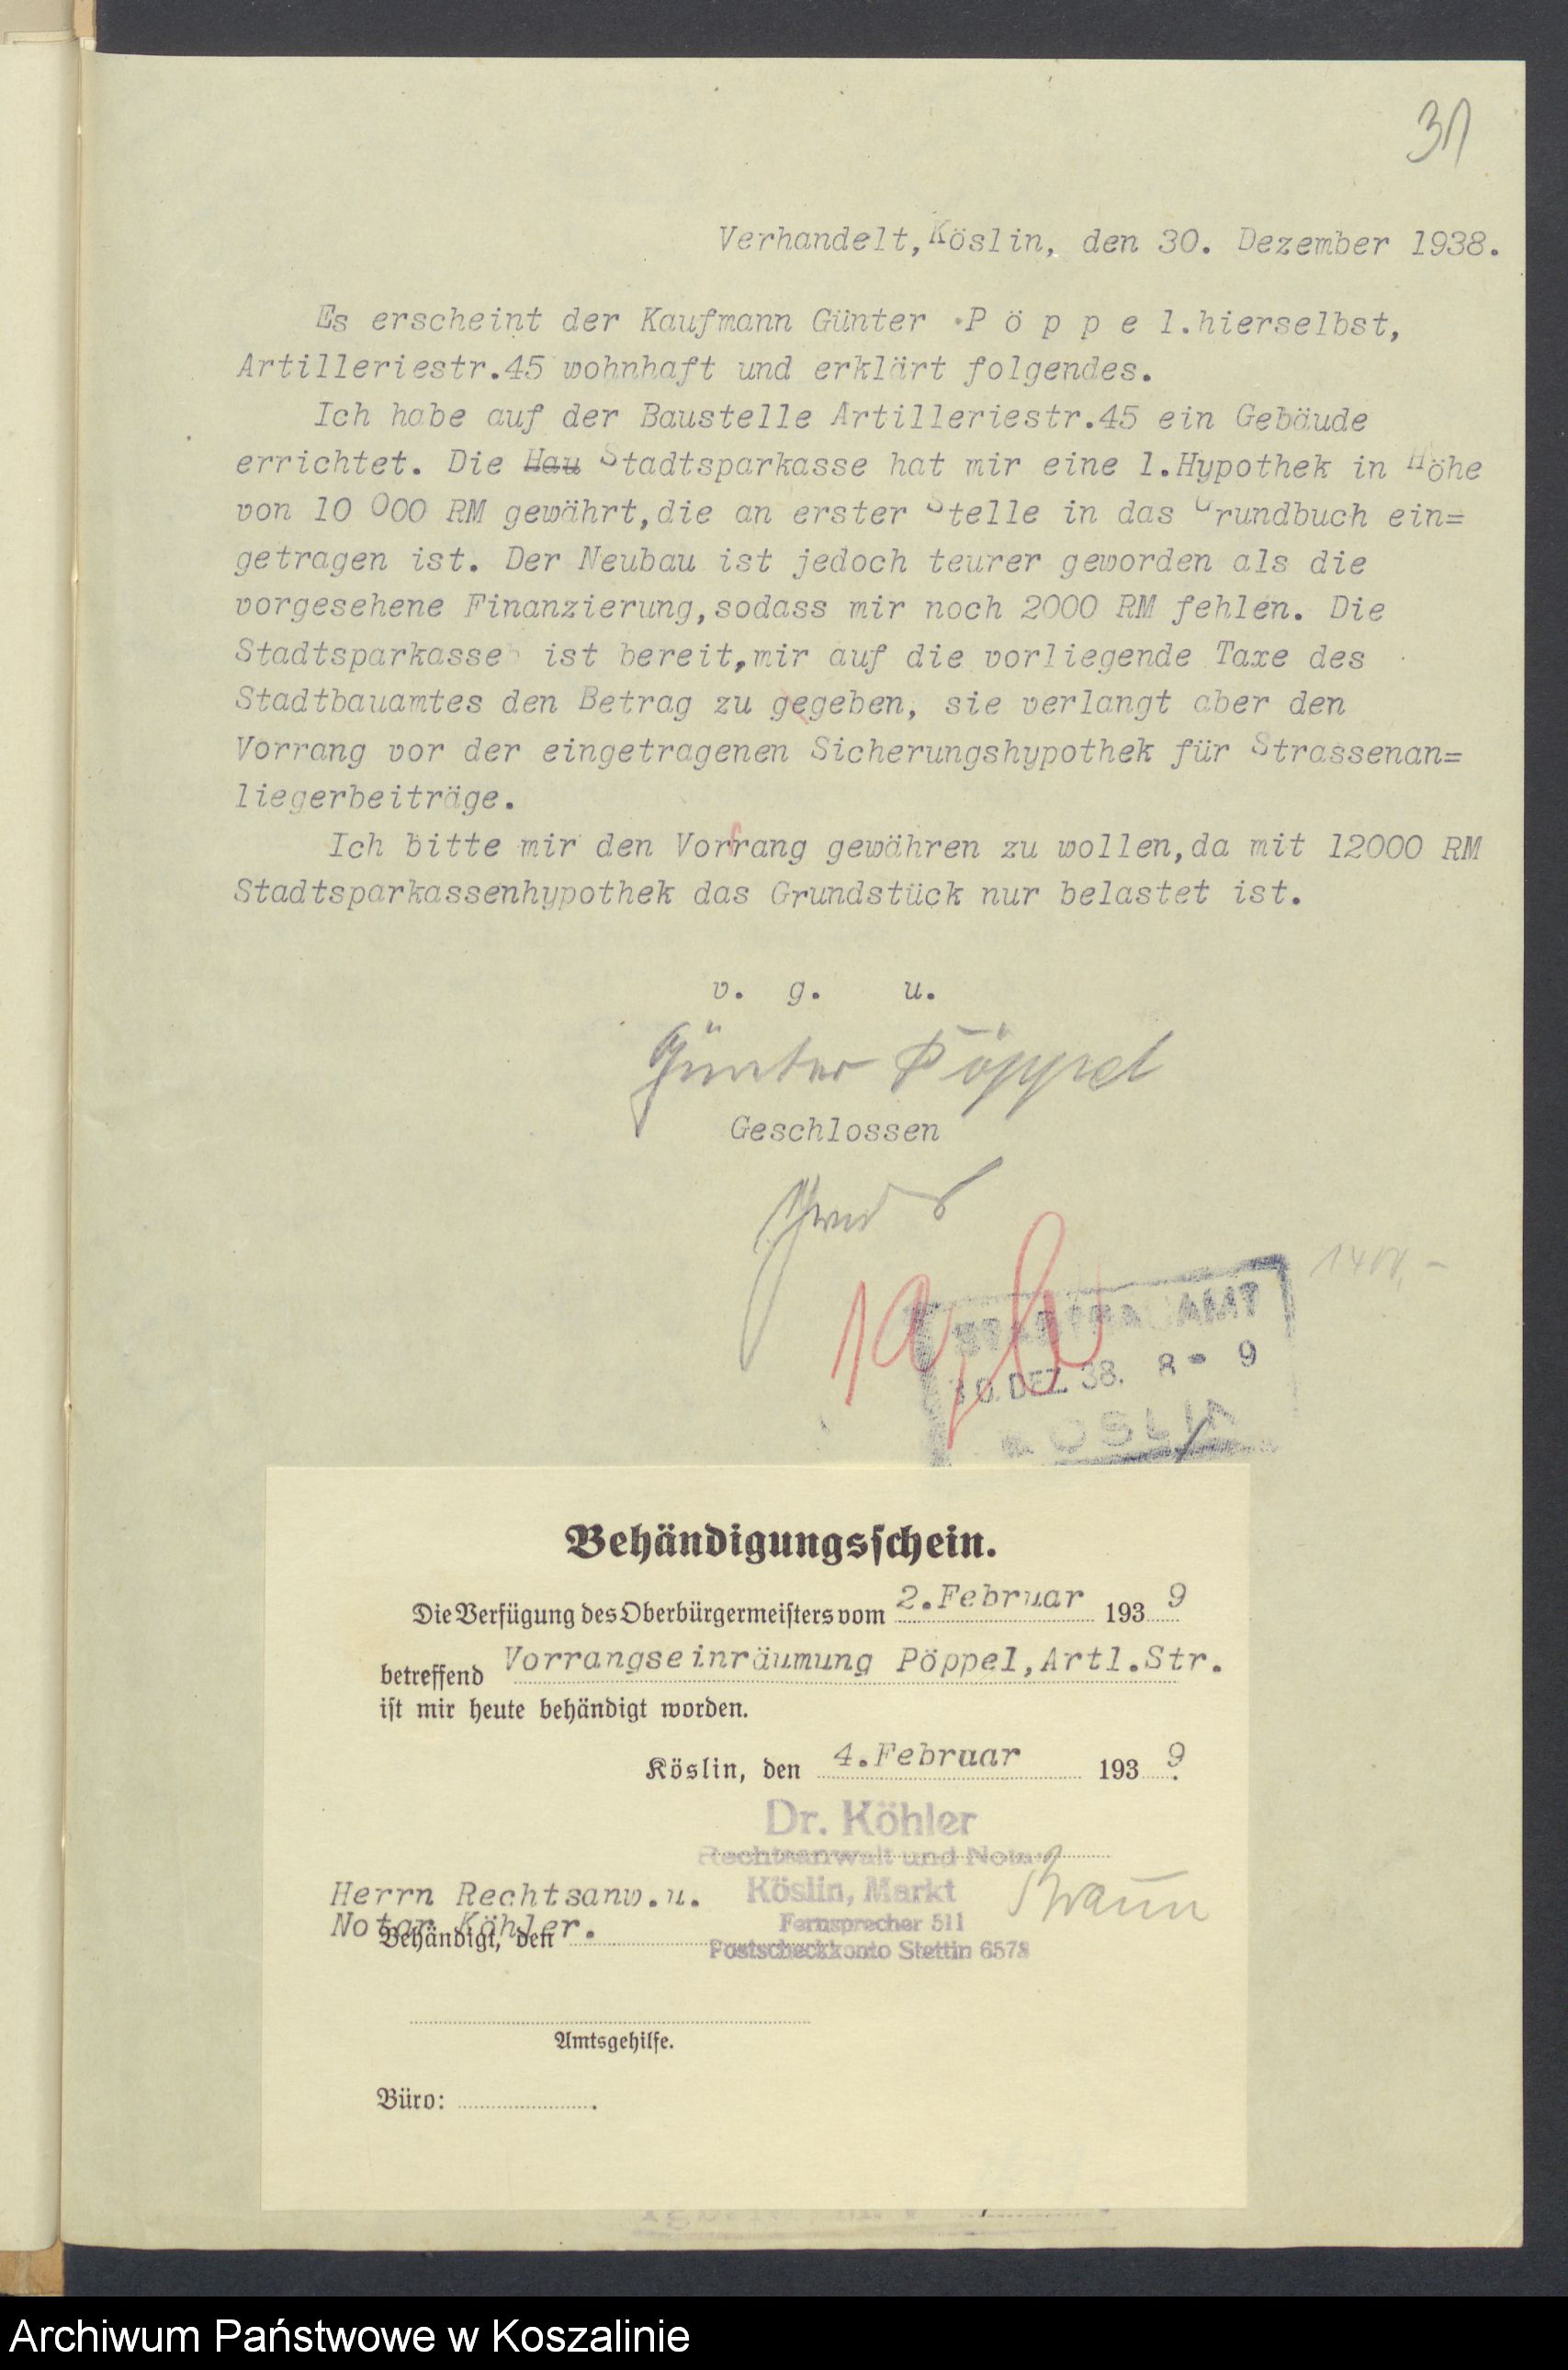 31
Verhandelt, Köslin, den 30. Dezember 1938.
Es erscheint der Kaufmann Günter P ö p p e l.hierselbst,
Artilleriestr.45 wohnhaft und erklärt folgendes.
Ich habe auf der Baustelle Artilleriestr.45 ein Gebäude
errichtet. Die Hau Stadtsparkasse hat mir eine 1.Hypothek in Höhe
von 10 000 RM gewährt,die an erster Stelle in das Grundbuch ein=
getragen ist. Der Neubau ist jedoch teurer geworden als die
vorgesehene Finanzierung,sodass mir noch 2000 RM fehlen. Die
Stadtsparkasse ist bereit,mir auf die vorliegende Taxe des
Stadtbauamtes den Betrag zu gegeben, sie verlangt aber den
Vorrang vor der eingetragenen Sicherungshypothek für Strassenan=
liegerbeiträge.
Ich bitte mir den Vorrang gewähren zu wollen,da mit 12000 RM
Stadtsparkassenhypothek das Grundstück nur belastet ist.
v. g. u.
Günter Pöppel
Geschlossen
STADTBAUAMT
30. DEZ. 38. 8 - 9
KÖSLIN
Behändigungsschein.
Die Verfügung des Oberbürgermeisters vom 2.Februar 1939
betreffend Vorrangseinräumung Pöppel,Artl.Str.
ist mir heute behändigt worden.
Köslin, den 4.Februar 1939.
Dr. Köhler
Rechtsanwalt und Notar
Köslin, Markt
Braun
Fernsprecher 511
Postscheckkonto Stettin 6578
Herrn Rechtsanw.u.
Notar Köhler.
Behändigt, den
Amtsgehilfe.
Büro:
Archiwum Państwowe w Koszalinie